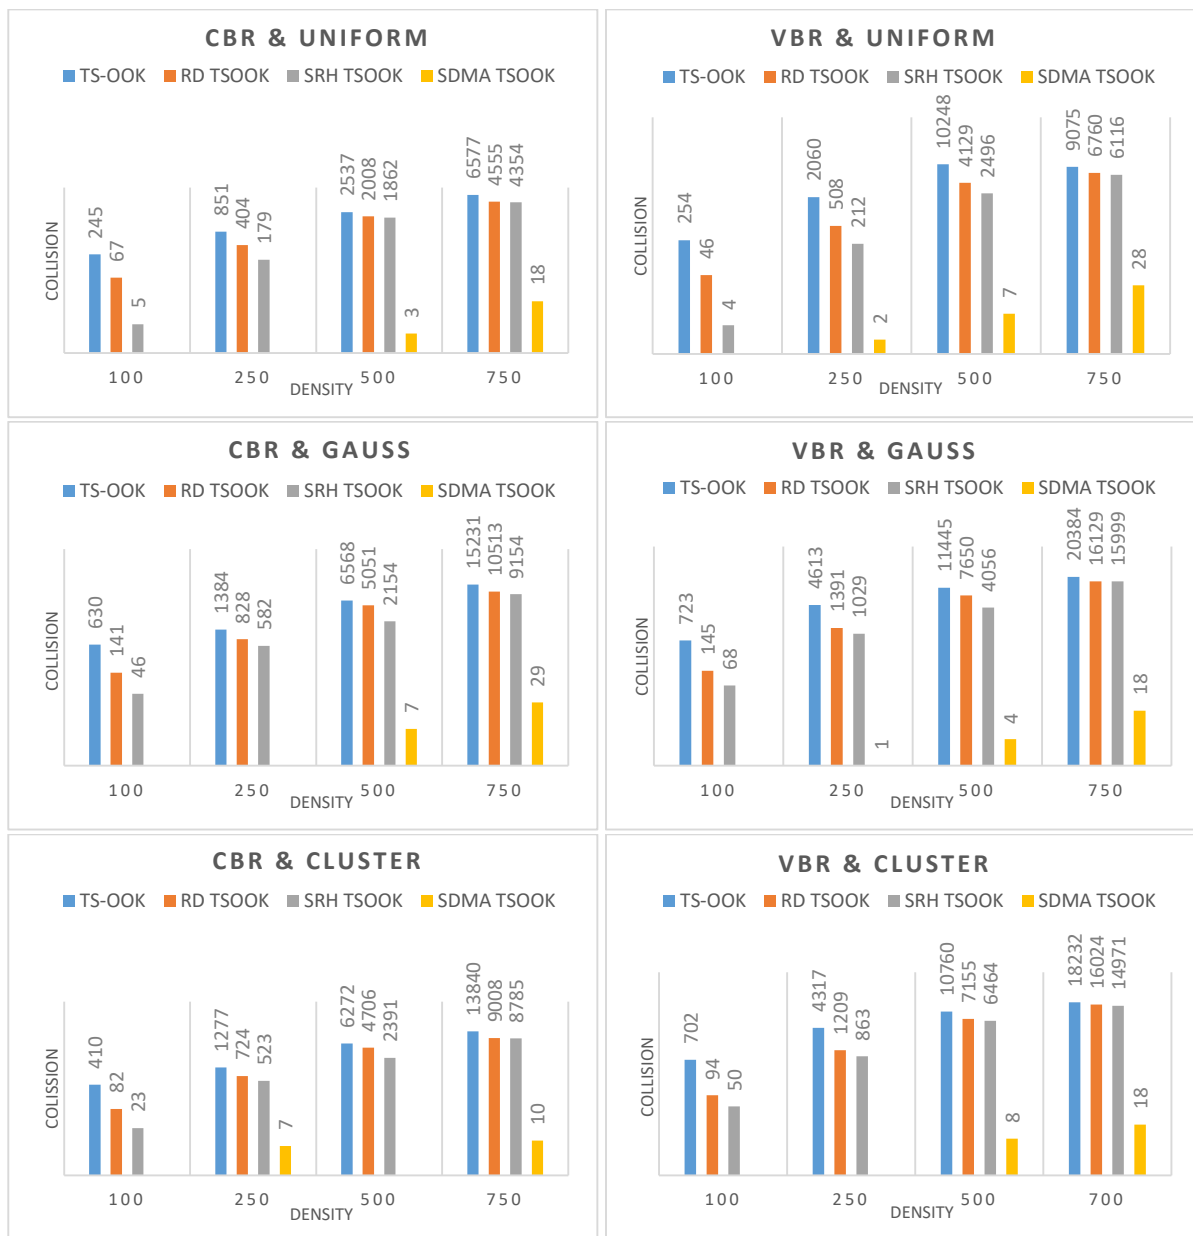 CBR & UNIFORM
TS-OOK RD TSOOK SRH TSOOK SDMA TSOOK
COLLISION
245 67 5 851 404 179 2537 2008 1862 3 6577 4555 4354 18
100 250 500 750
DENSITY
VBR & UNIFORM
TS-OOK RD TSOOK SRH TSOOK SDMA TSOOK
COLLISION
254 46 4 2060 508 212 2 10248 4129 2496 7 9075 6760 6116 28
100 250 500 750
DENSITY
CBR & GAUSS
TS-OOK RD TSOOK SRH TSOOK SDMA TSOOK
COLLISION
630 141 46 1384 828 582 6568 5051 2154 7 15231 10513 9154 29
100 250 500 750
DENSITY
VBR & GAUSS
TS-OOK RD TSOOK SRH TSOOK SDMA TSOOK
COLLISION
723 145 68 4613 1391 1029 1 11445 7650 4056 4 20384 16129 15999 18
100 250 500 750
DENSITY
CBR & CLUSTER
TS-OOK RD TSOOK SRH TSOOK SDMA TSOOK
COLISSION
410 82 23 1277 724 523 7 6272 4706 2391 13840 9008 8785 10
100 250 500 750
DENSITY
VBR & CLUSTER
TS-OOK RD TSOOK SRH TSOOK SDMA TSOOK
COLLISION
702 94 50 4317 1209 863 10760 7155 6464 8 18232 16024 14971 18
100 250 500 700
DENSITY